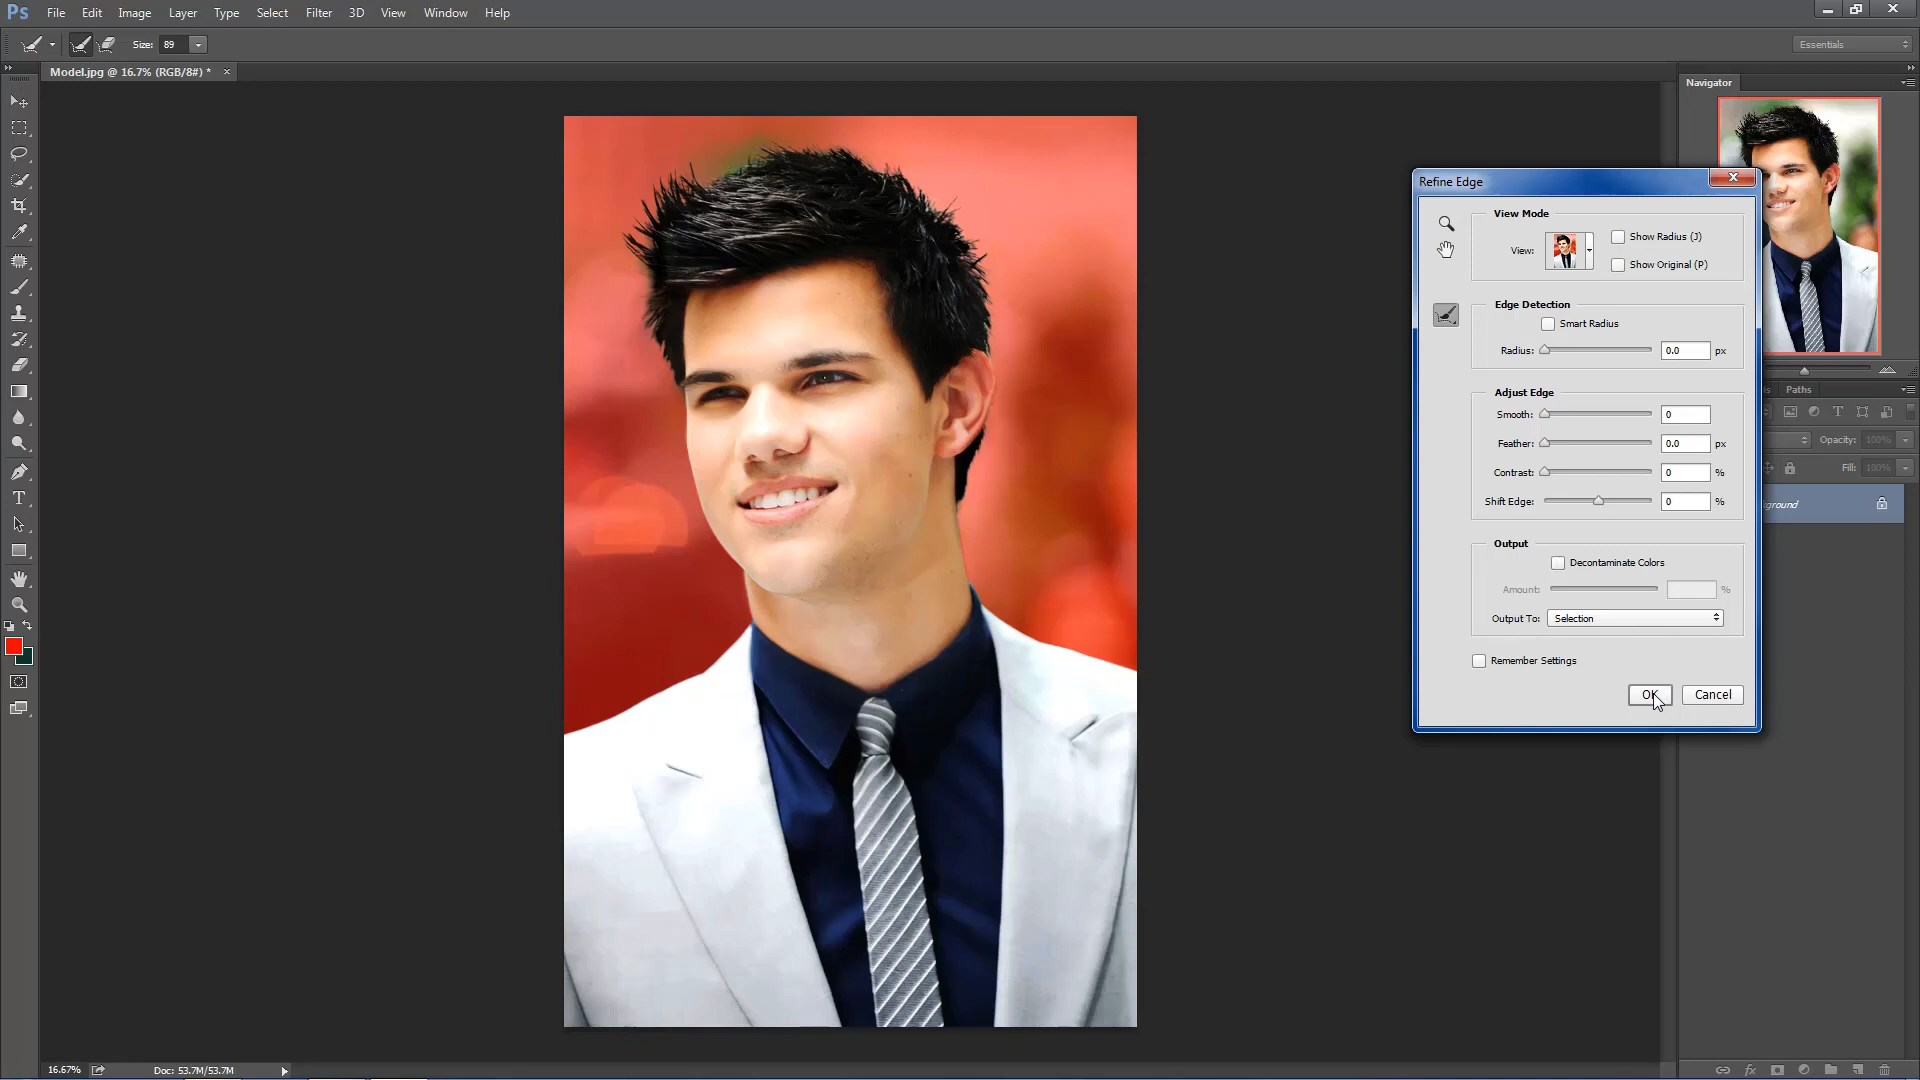 Ps File Edit Image Layer Type Select Filter 3D View Window Help
Size: 89
Essentials
Model.jpg @ 16.7% (RGB/8#) * ×
Navigator
Refine Edge
View Mode
View:
Show Radius (J)
Show Original (P)
Edge Detection
Smart Radius
Radius: 0.0 px
Adjust Edge
Smooth: 0
Feather: 0.0 px
Contrast: 0 %
Shift Edge: 0 %
Output
Decontaminate Colors
Amount: %
Output To: Selection
Remember Settings
OK Cancel
Paths
Opacity: 100%
Fill: 100%
16.67% Doc: 53.7M/53.7M